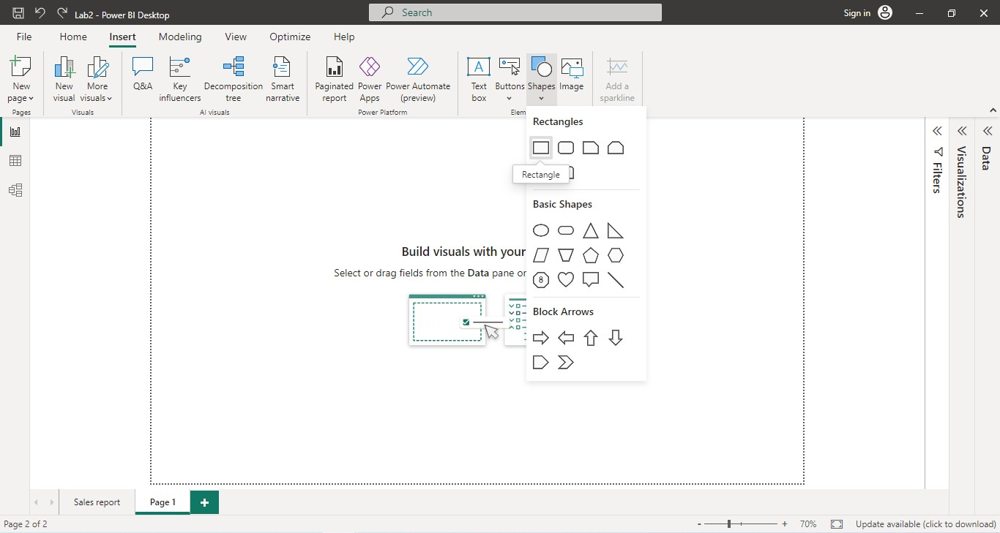 Lab2 - Power BI Desktop
Search
Sign in
File Home Insert Modeling View Optimize Help
New page
New visual
More visuals
Q&A
Key influencers
Decomposition tree
Smart narrative
Paginated report
Power Apps
Power Automate (preview)
Text box
Buttons
Shapes
Image
Add a sparkline
Pages
Visuals
AI visuals
Power Platform
Elem
Rectangles
Rectangle
Basic Shapes
8
Block Arrows
Build visuals with your
Select or drag fields from the Data pane or
Filters
Visualizations
Data
Sales report
Page 1
Page 2 of 2
- + 70%
Update available (click to download)